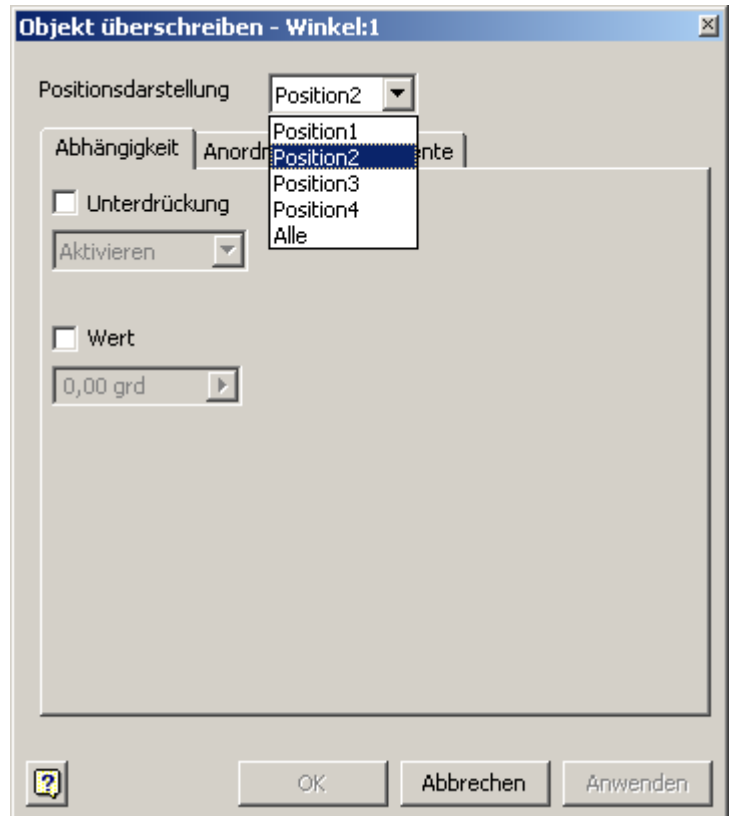 Objekt überschreiben - Winkel:1
Positionsdarstellung
Position2
Position1
Position2
Position3
Position4
Alle
Abhängigkeit
Unterdrückung
Aktivieren
Wert
0,00 grd
OK Abbrechen Anwenden